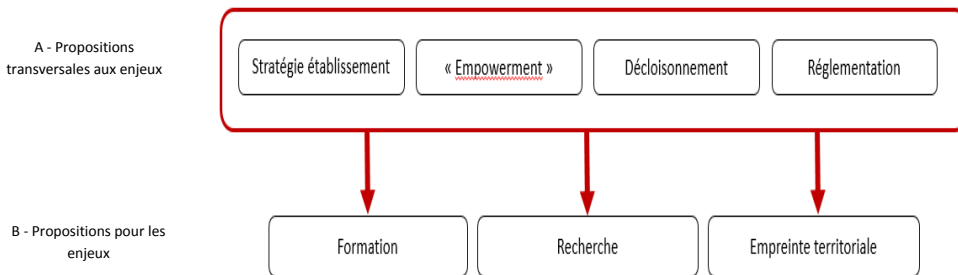 A - Propositions
transversales aux enjeux
Stratégie établissement
« Empowerment »
Décloisonnement
Réglementation
B - Propositions pour les
enjeux
Formation
Recherche
Empreinte territoriale